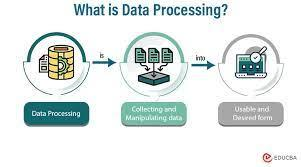 What is Data Processing?
is
into
Data Processing
Collecting and
Manipulating data
Usable and
Desired form
EDUCBA